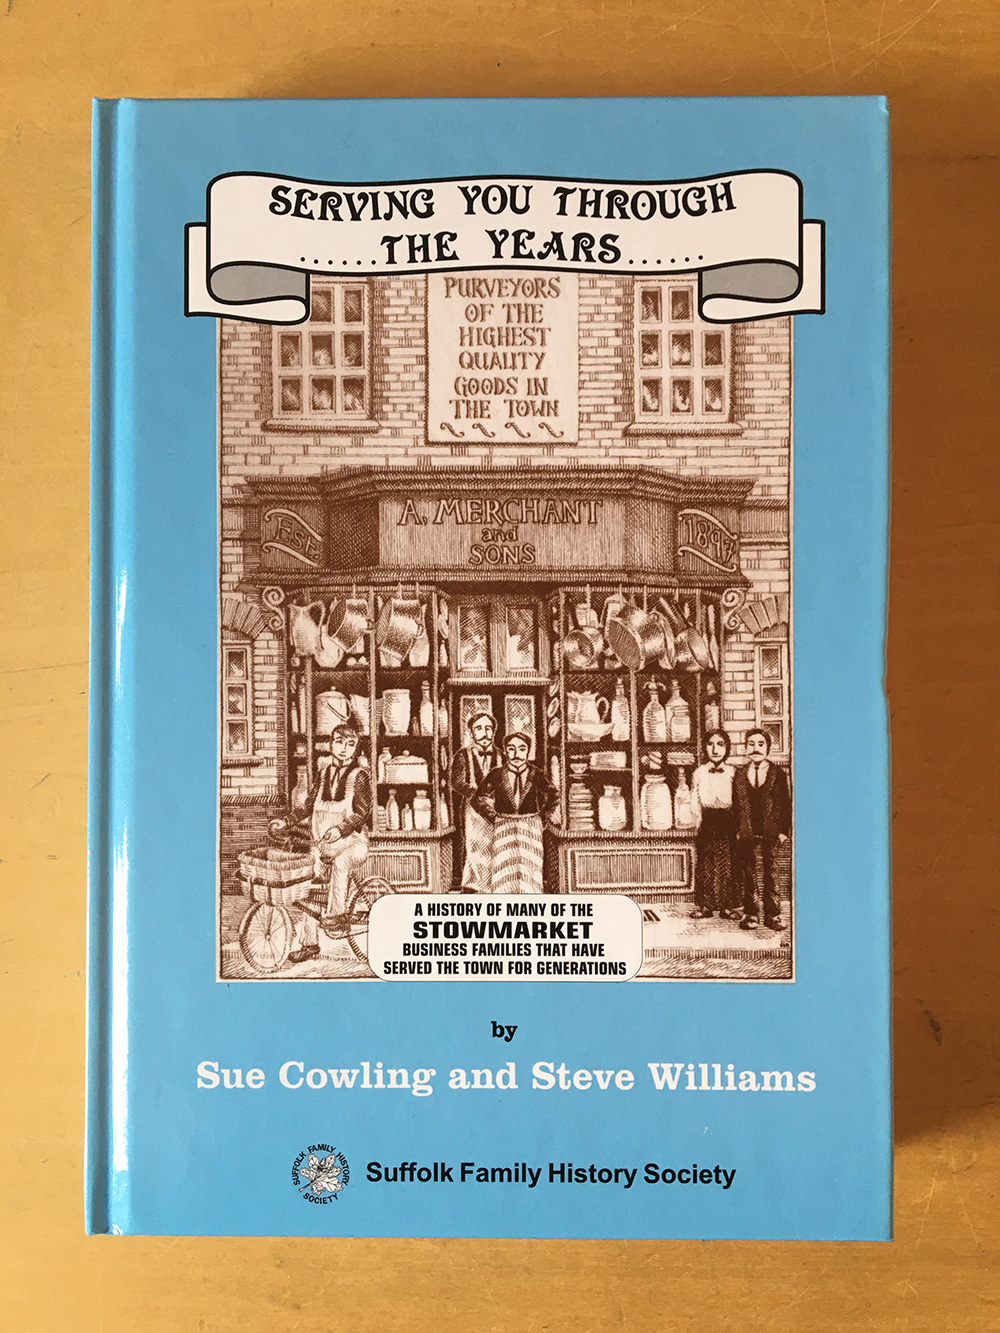 SERVING YOU THROUGH
......THE YEARS......
PURVEYORS
OF THE
HIGHEST
QUALITY
GOODS IN
THE TOWN
A. MERCHANT
and
SONS
EST.
1897
A HISTORY OF MANY OF THE
STOWMARKET
BUSINESS FAMILIES THAT HAVE
SERVED THE TOWN FOR GENERATIONS
by
Sue Cowling and Steve Williams
SUFFOLK FAMILY HISTORY SOCIETY
Suffolk Family History Society